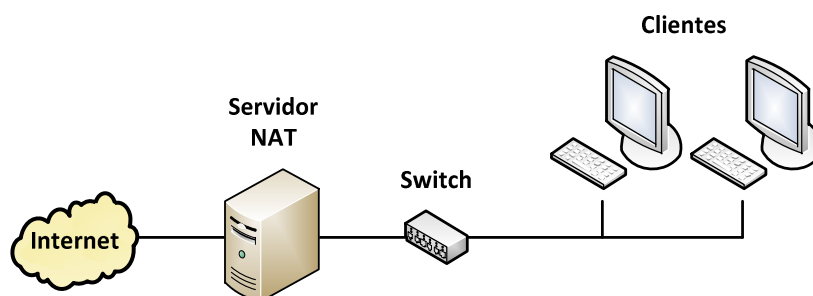 Clientes
Servidor
NAT
Switch
Internet